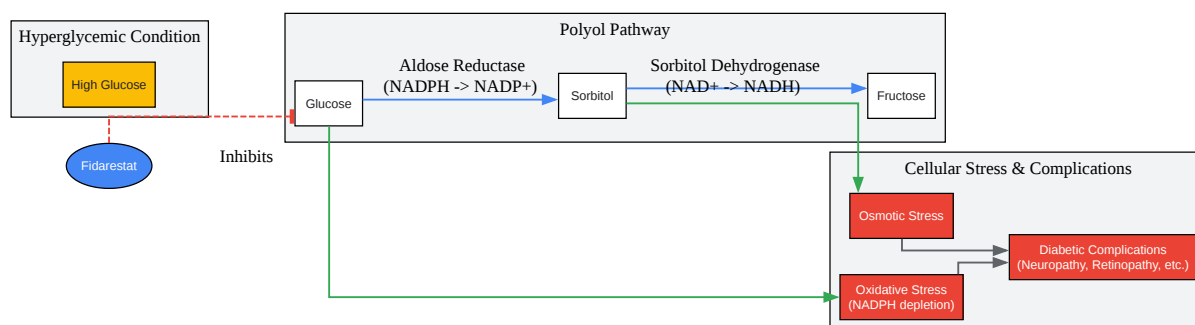 Hyperglycemic Condition
High Glucose
Fidarestat
Inhibits
Polyol Pathway
Glucose
Aldose Reductase
(NADPH -> NADP+)
Sorbitol
Sorbitol Dehydrogenase
(NAD+ -> NADH)
Fructose
Cellular Stress & Complications
Osmotic Stress
Oxidative Stress
(NADPH depletion)
Diabetic Complications
(Neuropathy, Retinopathy, etc.)